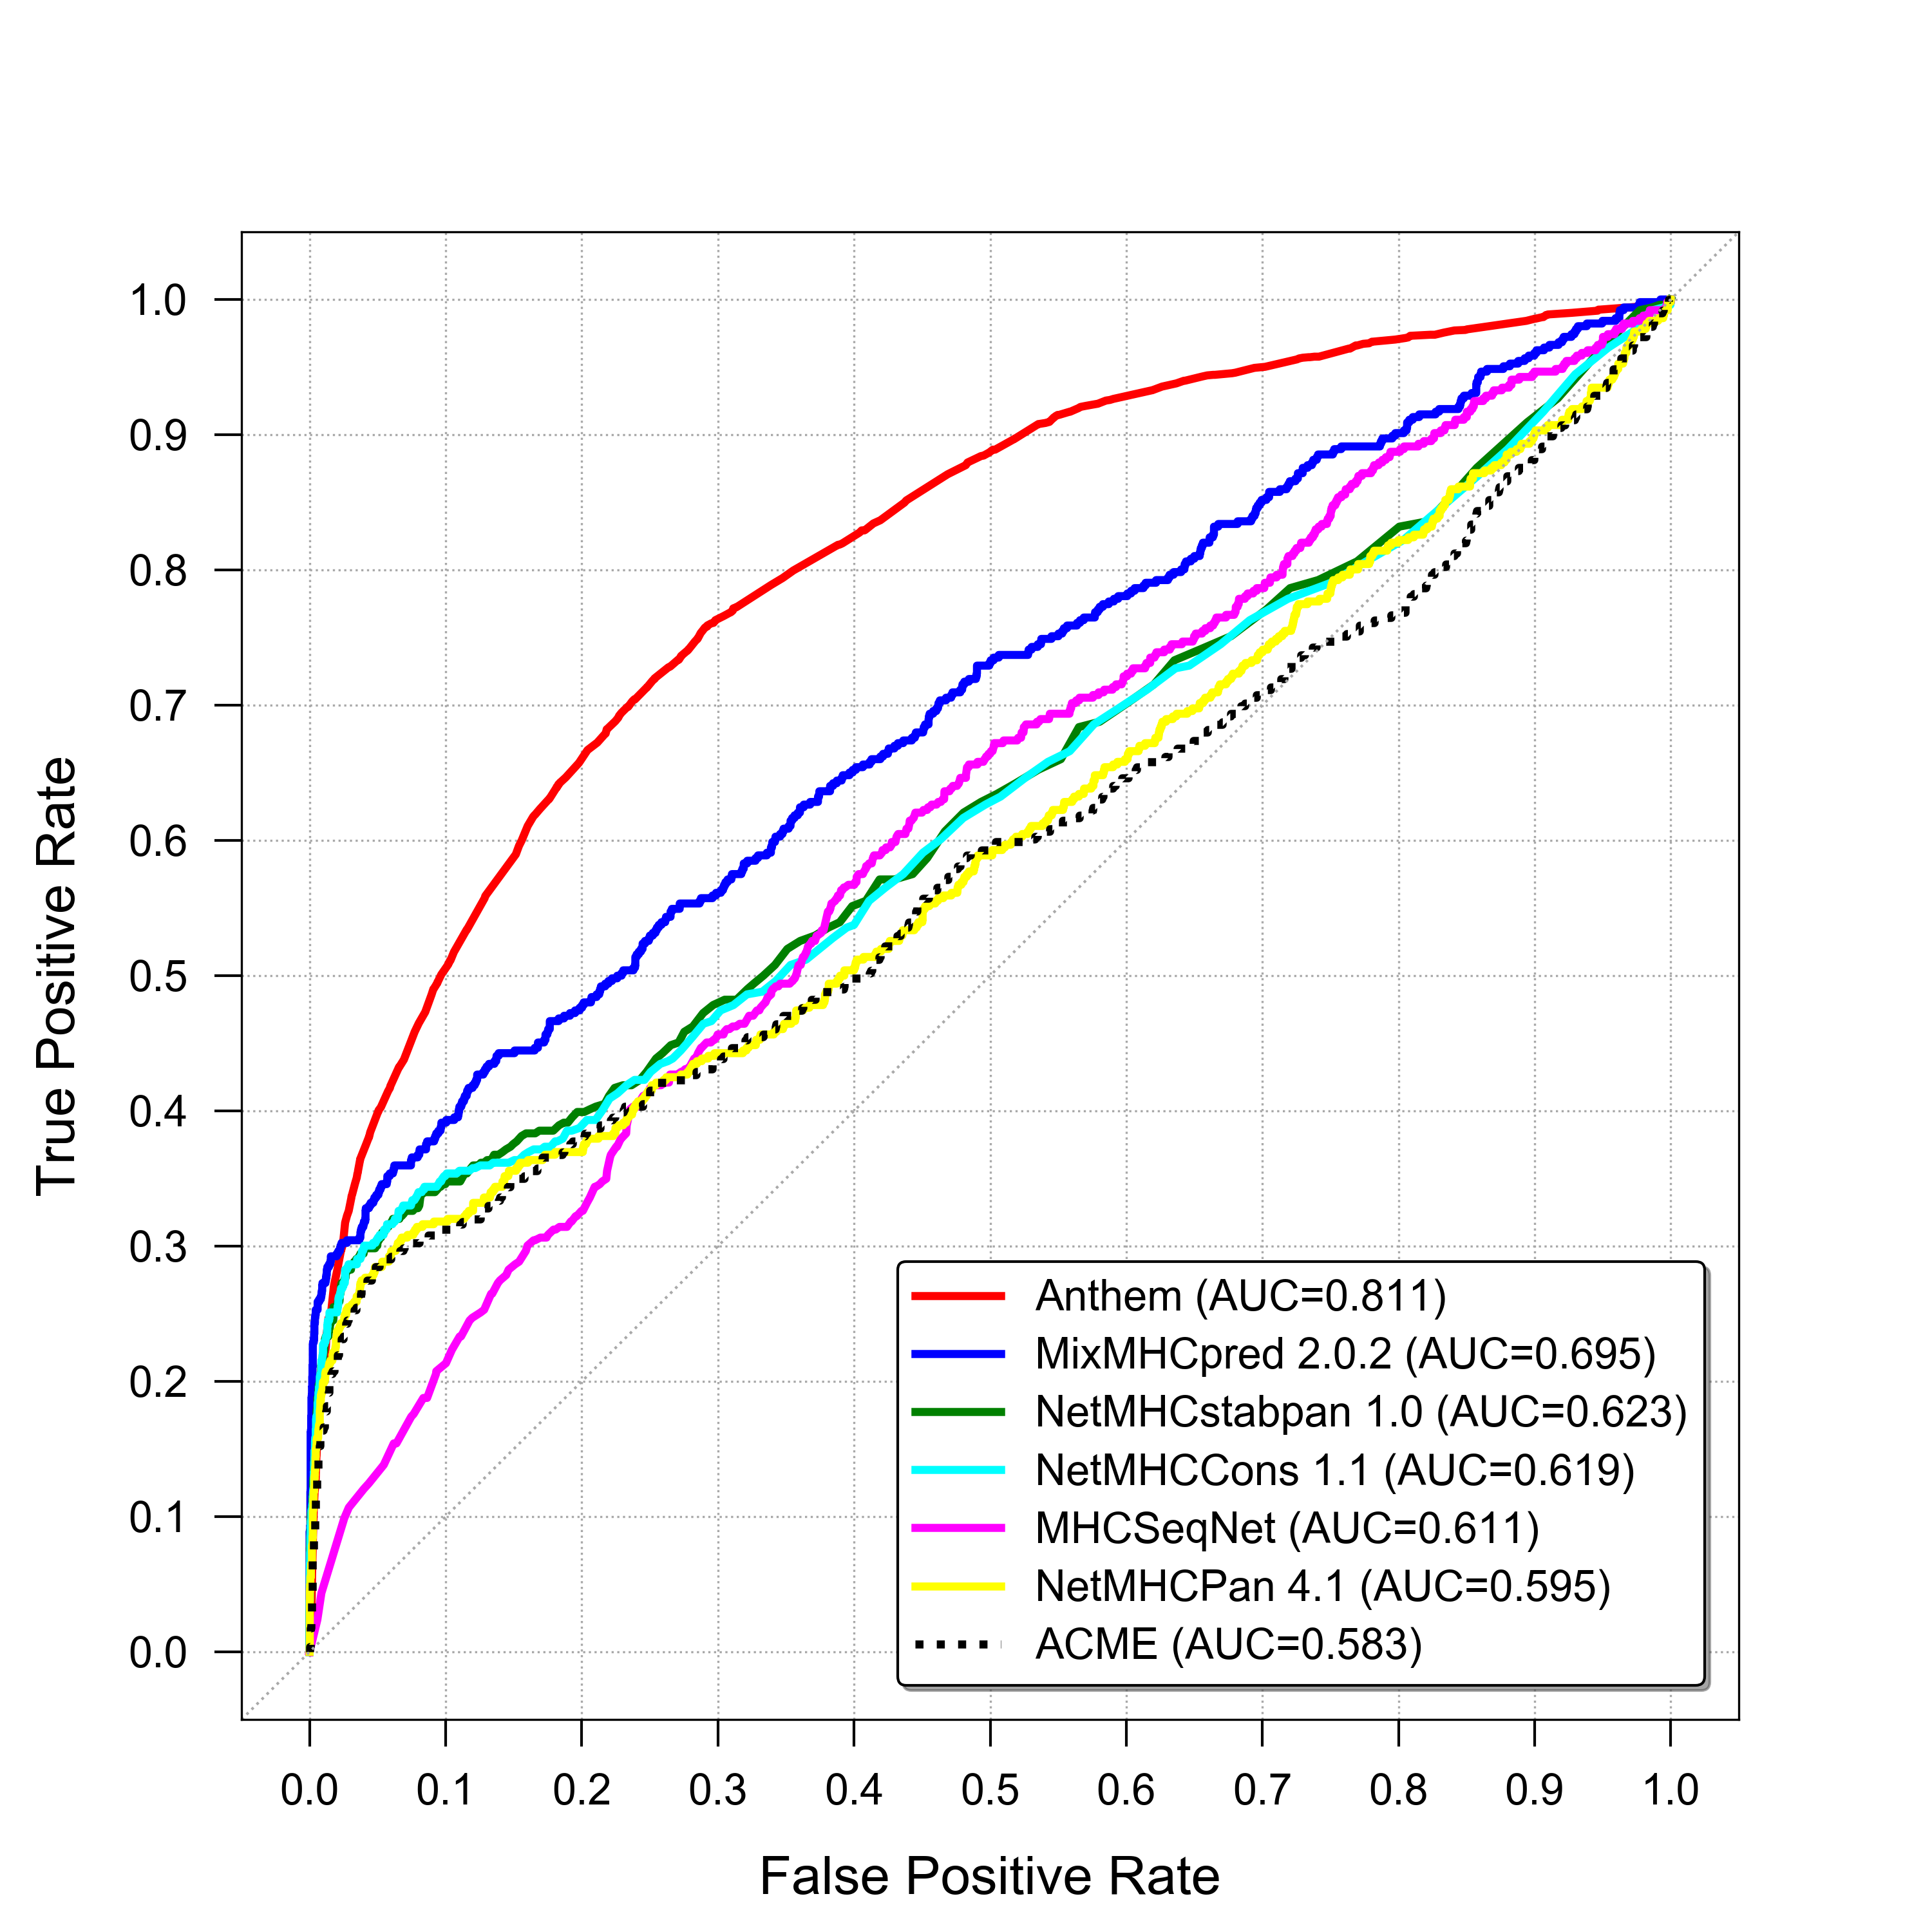 1.0
0.9
0.8
0.7
0.6
0.5
0.4
0.3
0.2
0.1
0.0
True Positive Rate
Anthem (AUC=0.811)
MixMHCpred 2.0.2 (AUC=0.695)
NetMHCstabpan 1.0 (AUC=0.623)
NetMHCCons 1.1 (AUC=0.619)
MHCSeqNet (AUC=0.611)
NetMHCPan 4.1 (AUC=0.595)
ACME (AUC=0.583)
0.0 0.1 0.2 0.3 0.4 0.5 0.6 0.7 0.8 0.9 1.0
False Positive Rate